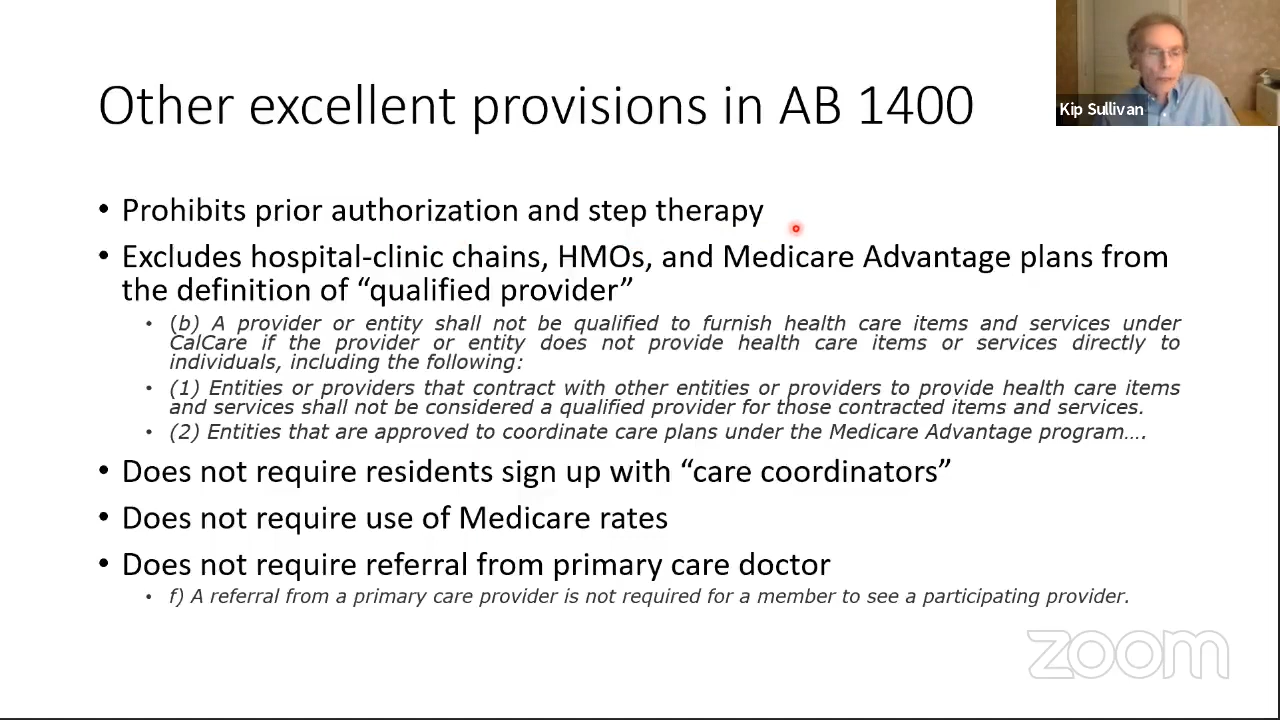 Other excellent provisions in AB 1400
Kip Sullivan
• Prohibits prior authorization and step therapy
• Excludes hospital-clinic chains, HMOs, and Medicare Advantage plans from
the definition of “qualified provider”
• (b) A provider or entity shall not be qualified to furnish health care items and services under
CalCare if the provider or entity does not provide health care items or services directly to
individuals, including the following:
• (1) Entities or providers that contract with other entities or providers to provide health care items
and services shall not be considered a qualified provider for those contracted items and services.
• (2) Entities that are approved to coordinate care plans under the Medicare Advantage program….
• Does not require residents sign up with “care coordinators”
• Does not require use of Medicare rates
• Does not require referral from primary care doctor
• f) A referral from a primary care provider is not required for a member to see a participating provider.
zoom